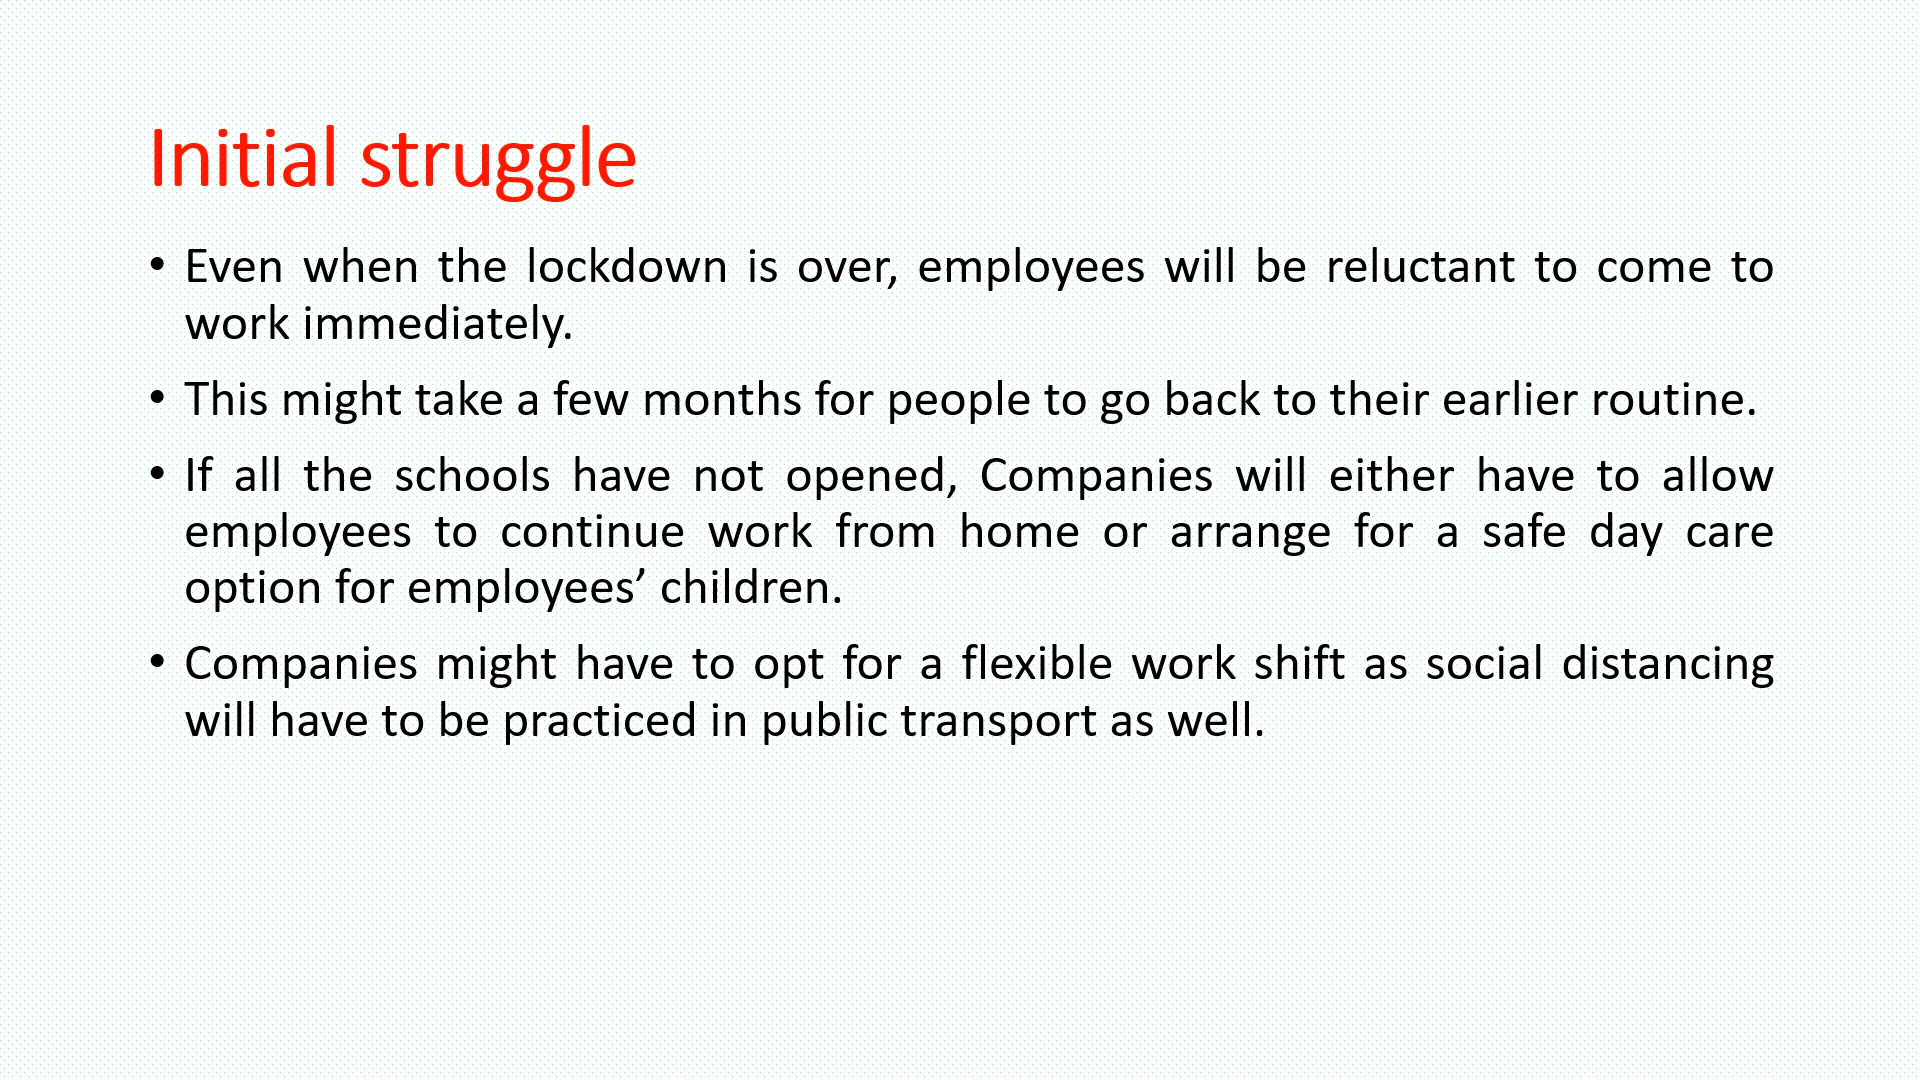 Initial struggle
• Even when the lockdown is over, employees will be reluctant to come to
work immediately.
• This might take a few months for people to go back to their earlier routine.
• If all the schools have not opened, Companies will either have to allow
employees to continue work from home or arrange for a safe day care
option for employees’ children.
• Companies might have to opt for a flexible work shift as social distancing
will have to be practiced in public transport as well.